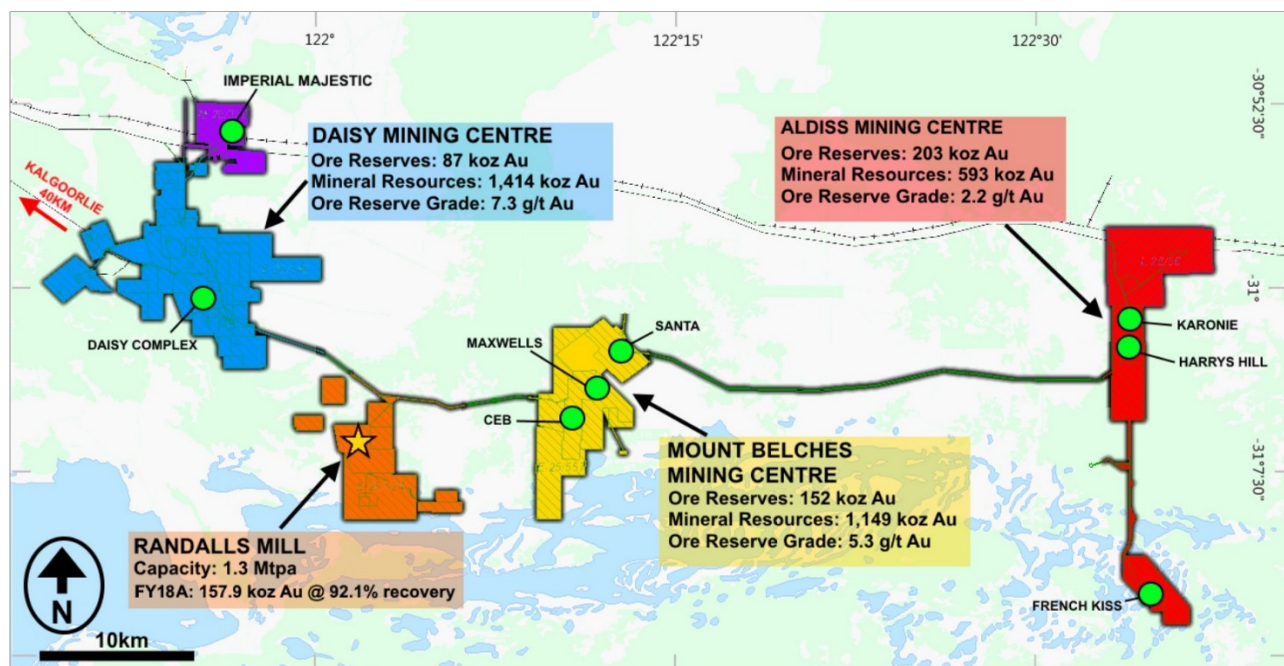 122°
122°15'
122°30'
-30°52'30"
IMPERIAL MAJESTIC
DAISY MINING CENTRE
Ore Reserves: 87 koz Au
Mineral Resources: 1,414 koz Au
Ore Reserve Grade: 7.3 g/t Au
ALDISS MINING CENTRE
Ore Reserves: 203 koz Au
Mineral Resources: 593 koz Au
Ore Reserve Grade: 2.2 g/t Au
KALGOORLIE
40KM
-31°
DAISY COMPLEX
SANTA
MAXWELLS
CEB
KARONIE
HARRYS HILL
-31°7'30"
MOUNT BELCHES
MINING CENTRE
Ore Reserves: 152 koz Au
Mineral Resources: 1,149 koz Au
Ore Reserve Grade: 5.3 g/t Au
RANDALLS MILL
Capacity: 1.3 Mtpa
FY18A: 157.9 koz Au @ 92.1% recovery
FRENCH KISS
N
10km